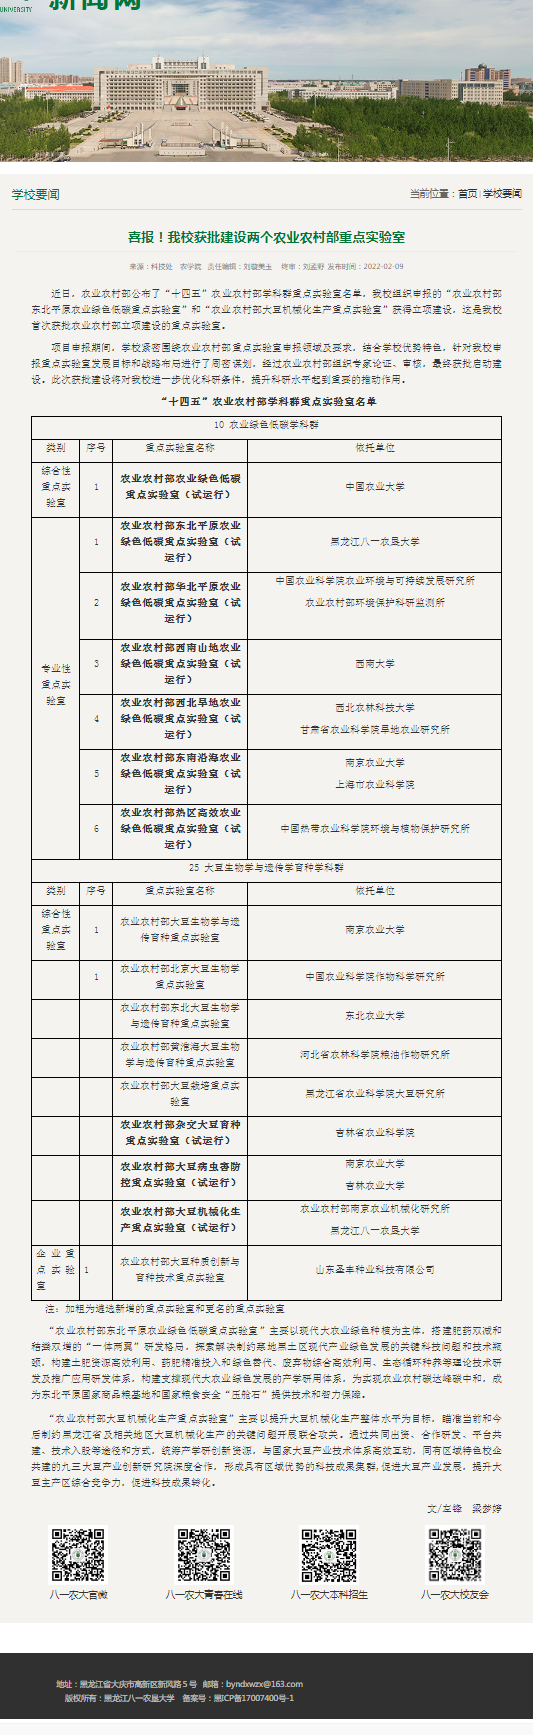 UNIVERSITY
新闻网
学校要闻
当前位置：首页 | 学校要闻
喜报！我校获批建设两个农业农村部重点实验室
来源：科技处 农学院 责任编辑：刘璇美玉 终审：刘孟野 发布时间：2022-02-09
近日，农业农村部公布了“十四五”农业农村部学科群重点实验室名单，我校组织申报的“农业农村部
东北平原农业绿色低碳重点实验室”和“农业农村部大豆机械化生产重点实验室”获得立项建设，这是我校
首次获批农业农村部立项建设的重点实验室。
项目申报期间，学校紧密围绕农业农村部重点实验室申报领域及要求，结合学校优势特色，针对我校申
报重点实验室发展目标和战略布局进行了周密谋划，经过农业农村部组织专家论证、审核，最终获批启动建
设。此次获批建设将对我校进一步优化科研条件，提升科研水平起到重要的推动作用。
“十四五”农业农村部学科群重点实验室名单
10 农业绿色低碳学科群
类别 序号 重点实验室名称 依托单位
综合性
重点实
验室
1
农业农村部农业绿色低碳
重点实验室（试运行）
中国农业大学
专业性
重点实
验室
1
农业农村部东北平原农业
绿色低碳重点实验室（试
运行）
黑龙江八一农垦大学
2
农业农村部华北平原农业
绿色低碳重点实验室（试
运行）
中国农业科学院农业环境与可持续发展研究所
农业农村部环境保护科研监测所
3
农业农村部西南山地农业
绿色低碳重点实验室（试
运行）
西南大学
4
农业农村部西北旱地农业
绿色低碳重点实验室（试
运行）
西北农林科技大学
甘肃省农业科学院旱地农业研究所
5
农业农村部东南沿海农业
绿色低碳重点实验室（试
运行）
南京农业大学
上海市农业科学院
6
农业农村部热区高效农业
绿色低碳重点实验室（试
运行）
中国热带农业科学院环境与植物保护研究所
25 大豆生物学与遗传学育种学科群
类别 序号 重点实验室名称 依托单位
综合性
重点实
验室
1
农业农村部大豆生物学与遗
传育种重点实验室
南京农业大学
1
农业农村部北京大豆生物学
重点实验室
中国农业科学院作物科学研究所
农业农村部东北大豆生物学
与遗传育种重点实验室
东北农业大学
农业农村部黄淮海大豆生物
学与遗传育种重点实验室
河北省农林科学院粮油作物研究所
农业农村部大豆栽培重点实
验室
黑龙江省农业科学院大豆研究所
农业农村部杂交大豆育种
重点实验室（试运行）
吉林省农业科学院
农业农村部大豆病虫害防
控重点实验室（试运行）
南京农业大学
吉林农业大学
农业农村部大豆机械化生
产重点实验室（试运行）
农业农村部南京农业机械化研究所
黑龙江八一农垦大学
企业重
点实验
室
1
农业农村部大豆种质创新与
育种技术重点实验室
山东圣丰种业科技有限公司
注：加粗为遴选新增的重点实验室和更名的重点实验室
“农业农村部东北平原农业绿色低碳重点实验室”主要以现代大农业绿色种植为主体，搭建肥药双减和
秸粪双增的“一体两翼”研发格局，探索解决制约寒地黑土区现代产业绿色发展的关键科技问题和技术瓶
颈，构建土肥资源高效利用、药肥精准投入和绿色替代、废弃物综合高效利用、生态循环种养等理论技术研
发及推广应用研发体系，构建支撑现代大农业绿色发展的产学研用体系，为实现农业农村碳达峰碳中和，成
为东北平原国家商品粮基地和国家粮食安全“压舱石”提供技术和智力保障。
“农业农村部大豆机械化生产重点实验室”主要以提升大豆机械化生产整体水平为目标，瞄准当前和今
后制约黑龙江省及相关地区大豆机械化生产的关键问题开展联合攻关。通过共同出资、合作研发、平台共
建、技术入股等途径和方式，统筹产学研创新资源，与国家大豆产业技术体系高效互动，同有区域特色校企
共建的九三大豆产业创新研究院深度合作，形成具有区域优势的科技成果集群，促进大豆产业发展，提升大
豆主产区综合竞争力，促进科技成果转化。
文/左锋 梁梦婷
八一农大官微 八一农大青春在线 八一农大本科招生 八一农大校友会
地址：黑龙江省大庆市高新区新风路 5 号 邮箱：byndxwzx@163.com
版权所有：黑龙江八一农垦大学 备案号：黑ICP备17007400号-1